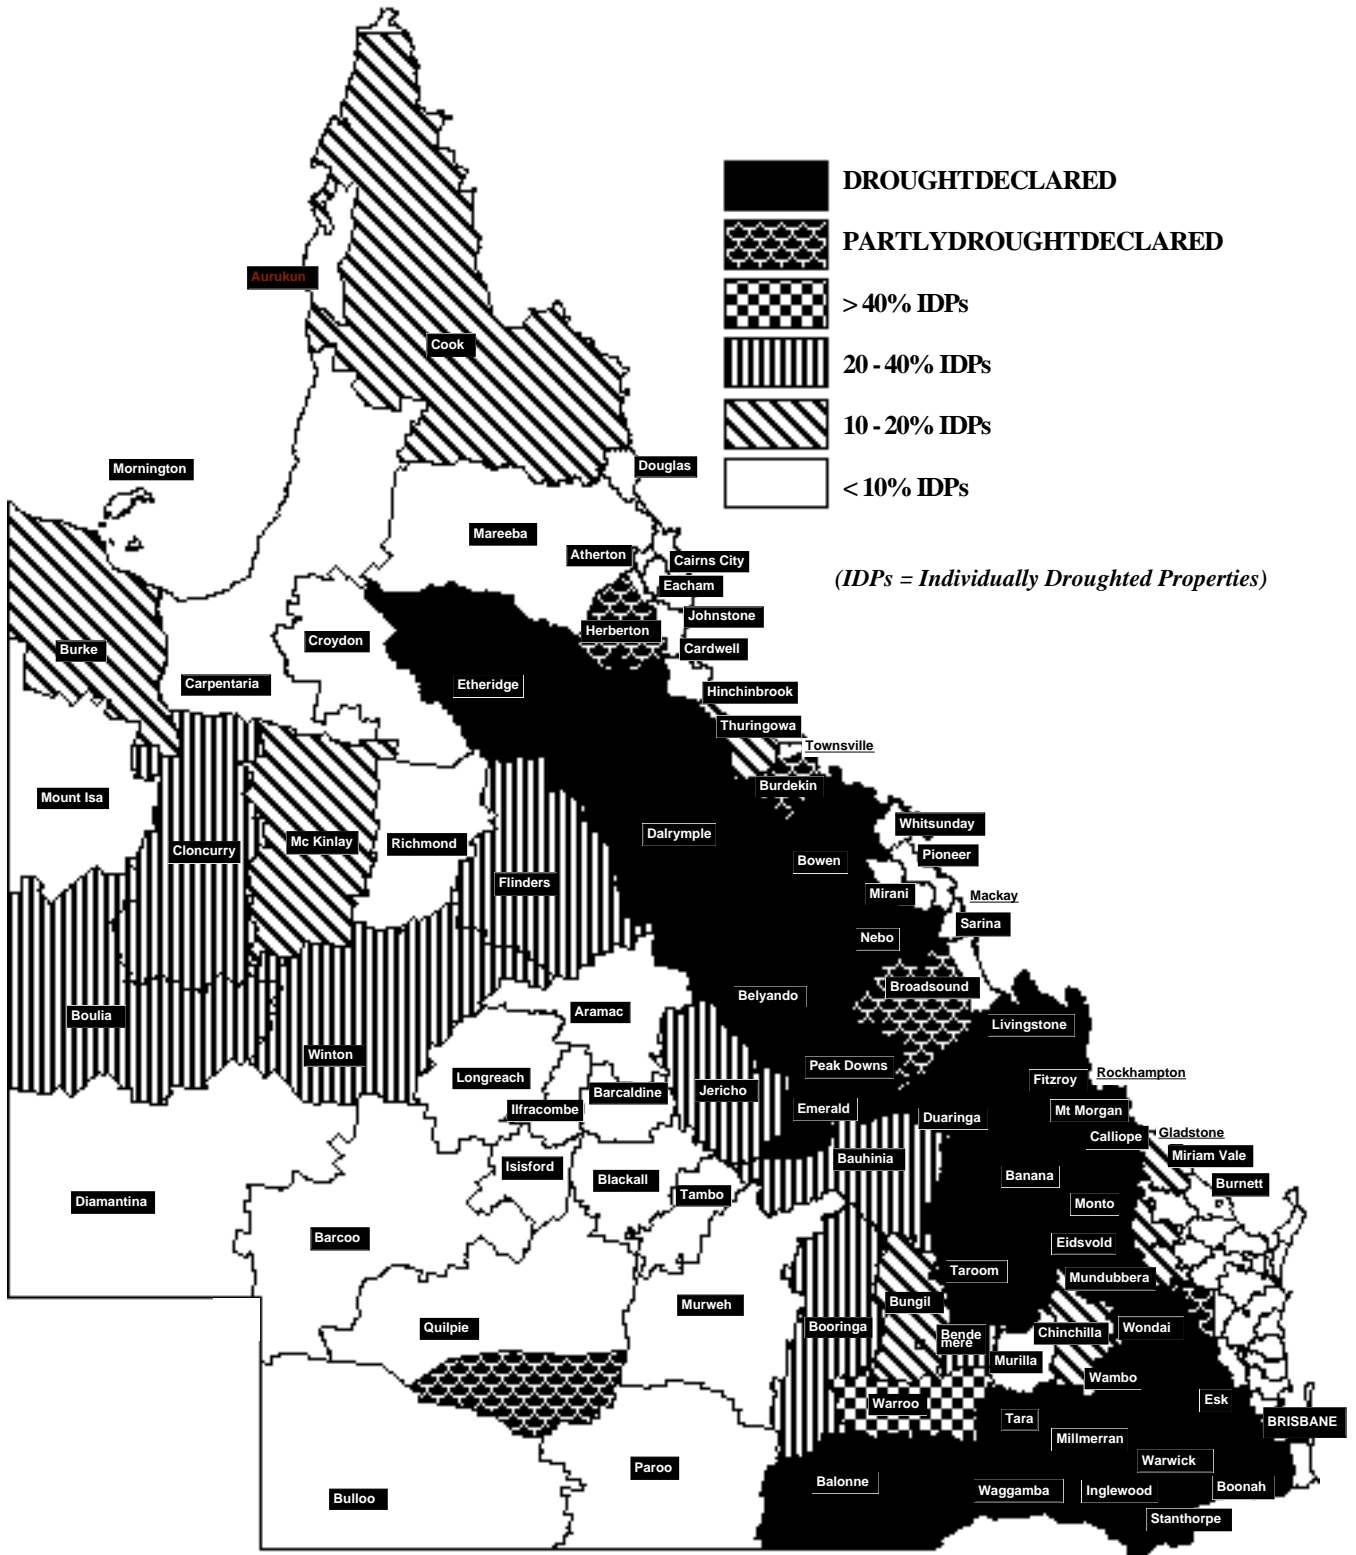 DROUGHTDECLARED
PARTLYDROUGHTDECLARED
> 40% IDPs
20 - 40% IDPs
10 - 20% IDPs
< 10% IDPs
(IDPs = Individually Droughted Properties)
Aurukun
Cook
Mornington
Douglas
Mareeba
Atherton
Cairns City
Eacham
Johnstone
Herberton
Croydon
Cardwell
Burke
Carpentaria
Etheridge
Hinchinbrook
Thuringowa
Townsville
Burdekin
Mount Isa
Whitsunday
Dalrymple
Mc Kinlay
Richmond
Cloncurry
Pioneer
Bowen
Flinders
Mirani
Mackay
Sarina
Nebo
Broadsound
Belyando
Aramac
Boulia
Livingstone
Winton
Peak Downs
Rockhampton
Longreach
Fitzroy
Barcaldine
Jericho
Ilfracombe
Emerald
Mt Morgan
Duaringa
Gladstone
Calliope
Miriam Vale
Bauhinia
Isisford
Banana
Blackall
Burnett
Tambo
Diamantina
Monto
Barcoo
Eidsvold
Taroom
Mundubbera
Bungil
Murweh
Quilpie
Booringa
Bende
mere
Chinchilla
Wondai
Murilla
Wambo
Warroo
Esk
Tara
BRISBANE
Millmerran
Warwick
Paroo
Balonne
Boonah
Waggamba
Inglewood
Bulloo
Stanthorpe